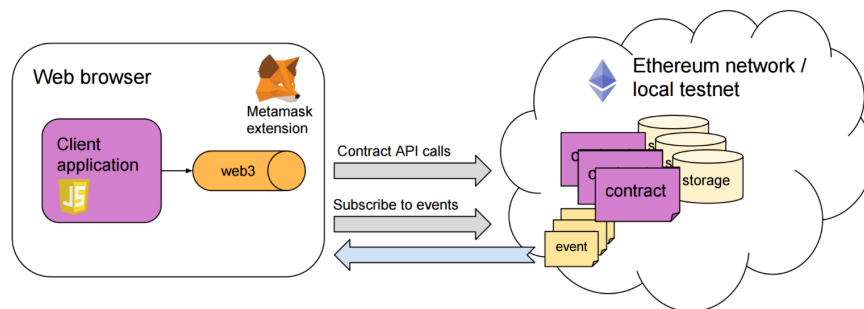 Web browser
Metamask
extension
Client
application
JS
web3
Contract API calls
Subscribe to events
Ethereum network /
local testnet
c
c
contract
s
s
storage
event